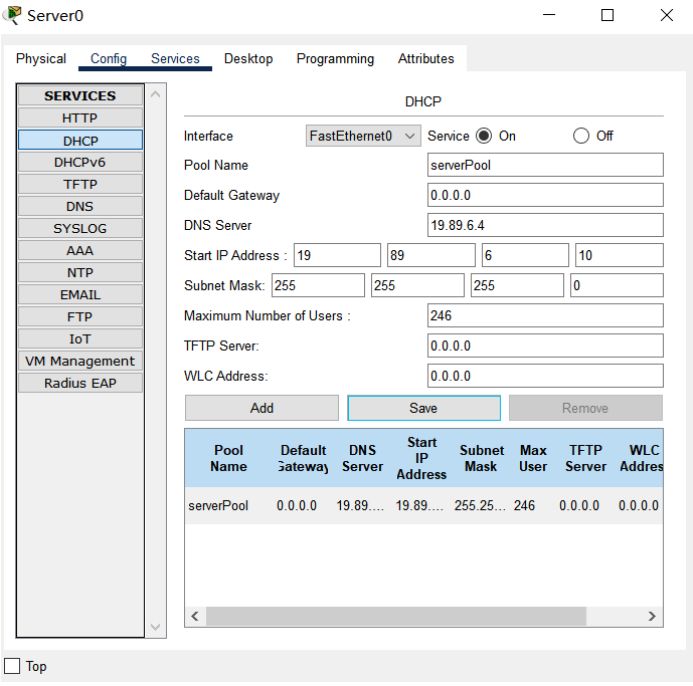 Server0
Physical Config Services Desktop Programming Attributes
SERVICES
HTTP
DHCP
DHCPv6
TFTP
DNS
SYSLOG
AAA
NTP
EMAIL
FTP
IoT
VM Management
Radius EAP
DHCP
Interface FastEthernet0 Service On Off
Pool Name serverPool
Default Gateway 0.0.0.0
DNS Server 19.89.6.4
Start IP Address : 19 89 6 10
Subnet Mask: 255 255 255 0
Maximum Number of Users : 246
TFTP Server: 0.0.0.0
WLC Address: 0.0.0.0
Add Save Remove
Pool Name Default Gateway DNS Server Start IP Address Subnet Mask Max User TFTP Server WLC Addres
serverPool 0.0.0.0 19.89.... 19.89.... 255.25... 246 0.0.0.0 0.0.0.0
Top